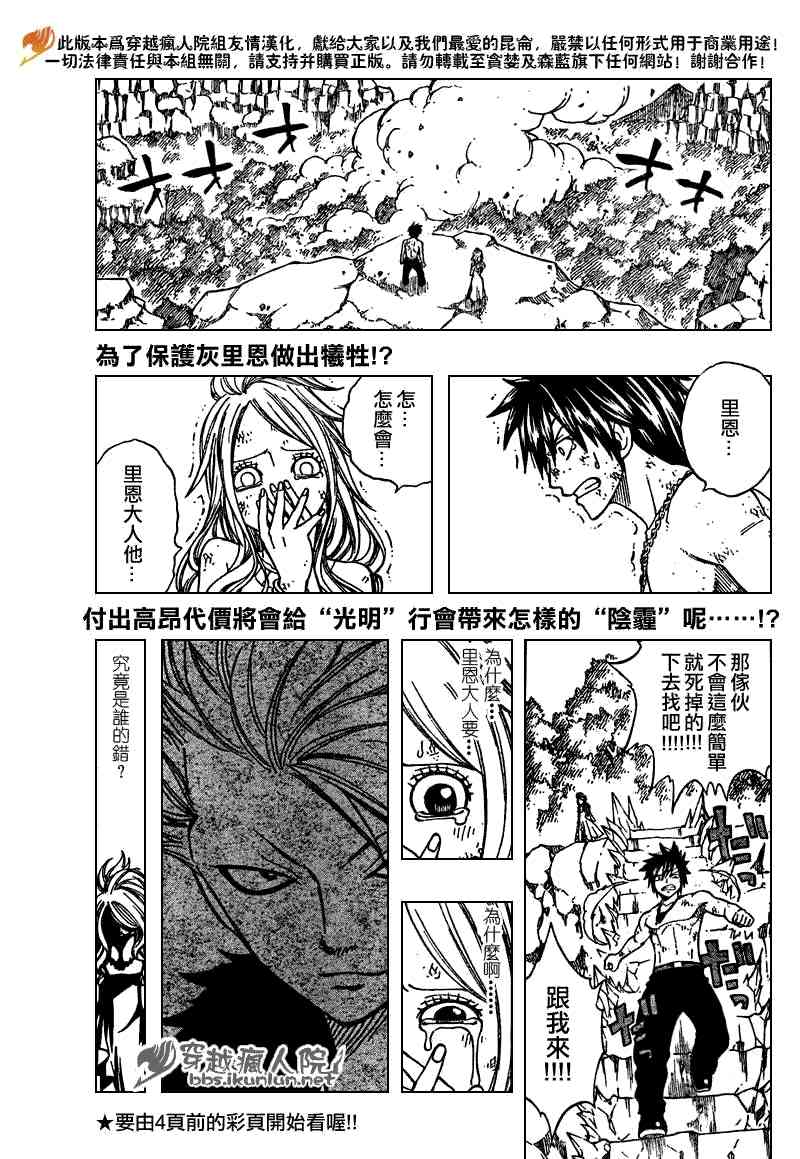 此版本爲穿越瘋人院組友情漢化，獻給大家以及我們最愛的昆侖，嚴禁以任何形式用于商業用途！
一切法律責任與本組無關，請支持并購買正版。請勿轉載至貪婪及森藍旗下任何網站！謝謝合作！
為了保護灰里恩做出犧牲!?
里恩…
怎…
怎麼會…
里恩大人他…
付出高昂代價將會給“光明”行會帶來怎樣的“陰霾”呢……!?
那傢伙
不會這麼簡單
就死掉的
下去找吧!!!!!!!
跟我來!!!!
為什麼…
里恩大人要…
為什麼啊……
究竟是誰的錯？
穿越瘋人院
bbs.ikunlun.net
★要由4頁前的彩頁開始看喔!!